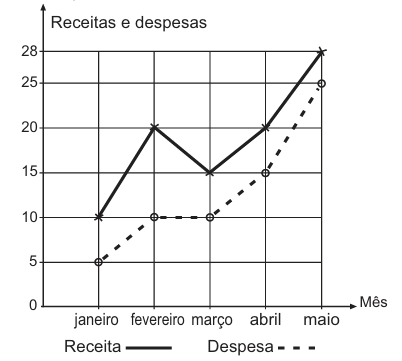 Receitas e despesas
28
25
20
15
10
5
0
Mês
janeiro fevereiro março abril maio
Receita Despesa